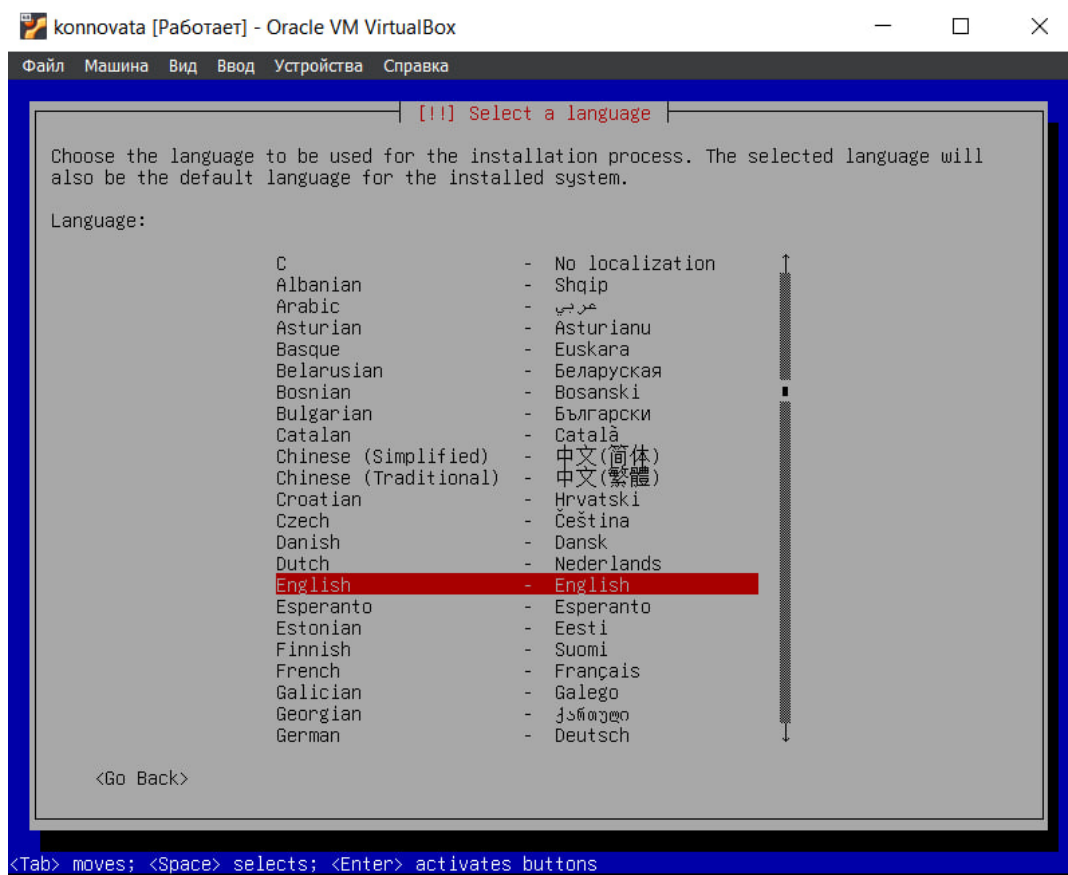 konnovata [Работает] - Oracle VM VirtualBox
Файл Машина Вид Ввод Устройства Справка
[!!] Select a language
Choose the language to be used for the installation process. The selected language will
also be the default language for the installed system.
Language:
C - No localization
Albanian - Shqip
Arabic - عربي
Asturian - Asturianu
Basque - Euskara
Belarusian - Беларуская
Bosnian - Bosanski
Bulgarian - Български
Catalan - Català
Chinese (Simplified) - 中文(简体)
Chinese (Traditional) - 中文(繁體)
Croatian - Hrvatski
Czech - Čeština
Danish - Dansk
Dutch - Nederlands
English - English
Esperanto - Esperanto
Estonian - Eesti
Finnish - Suomi
French - Français
Galician - Galego
Georgian - ქართული
German - Deutsch
<Go Back>
<Tab> moves; <Space> selects; <Enter> activates buttons